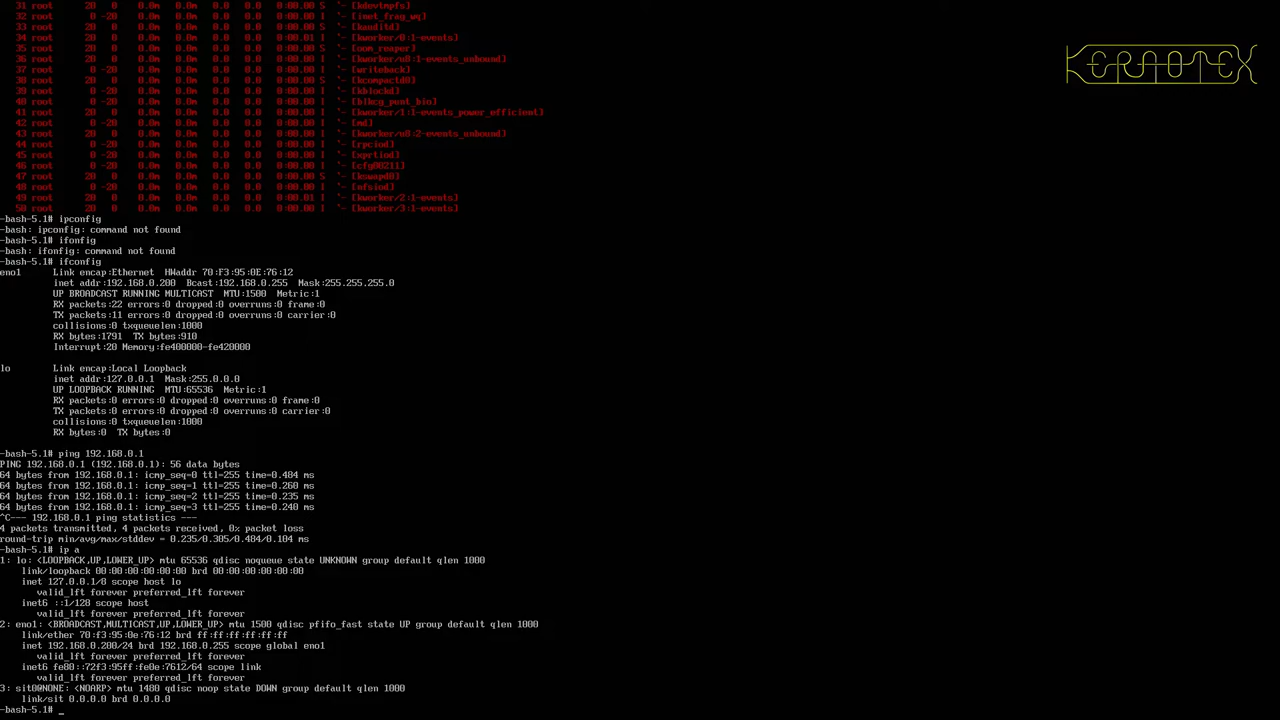 31 root      20   0    0.0m   0.0m   0.0  0.0   0:00.00 S  `- [kdevtmpfs]
32 root       0 -20    0.0m   0.0m   0.0  0.0   0:00.00 I  `- [inet_frag_wq]
33 root      20   0    0.0m   0.0m   0.0  0.0   0:00.00 S  `- [kauditd]
34 root      20   0    0.0m   0.0m   0.0  0.0   0:00.01 I  `- [kworker/0:1-events]
35 root      20   0    0.0m   0.0m   0.0  0.0   0:00.00 S  `- [oom_reaper]
36 root      20   0    0.0m   0.0m   0.0  0.0   0:00.00 I  `- [kworker/u8:1-events_unbound]
37 root       0 -20    0.0m   0.0m   0.0  0.0   0:00.00 I  `- [writeback]
38 root      20   0    0.0m   0.0m   0.0  0.0   0:00.00 S  `- [kcompactd0]
39 root       0 -20    0.0m   0.0m   0.0  0.0   0:00.00 I  `- [kblockd]
40 root       0 -20    0.0m   0.0m   0.0  0.0   0:00.00 I  `- [blkcg_punt_bio]
41 root      20   0    0.0m   0.0m   0.0  0.0   0:00.00 I  `- [kworker/1:1-events_power_efficient]
42 root       0 -20    0.0m   0.0m   0.0  0.0   0:00.00 I  `- [md]
43 root      20   0    0.0m   0.0m   0.0  0.0   0:00.00 I  `- [kworker/u8:2-events_unbound]
44 root       0 -20    0.0m   0.0m   0.0  0.0   0:00.00 I  `- [rpciod]
45 root       0 -20    0.0m   0.0m   0.0  0.0   0:00.00 I  `- [xprtiod]
46 root       0 -20    0.0m   0.0m   0.0  0.0   0:00.00 I  `- [cfg80211]
47 root      20   0    0.0m   0.0m   0.0  0.0   0:00.00 S  `- [kswapd0]
48 root       0 -20    0.0m   0.0m   0.0  0.0   0:00.00 I  `- [nfsiod]
49 root      20   0    0.0m   0.0m   0.0  0.0   0:00.01 I  `- [kworker/2:1-events]
50 root      20   0    0.0m   0.0m   0.0  0.0   0:00.00 I  `- [kworker/3:1-events]
-bash-5.1# ipconfig
-bash: ipconfig: command not found
-bash-5.1# ifonfig
-bash: ifonfig: command not found
-bash-5.1# ifconfig
eno1      Link encap:Ethernet  HWaddr 70:F3:95:0E:76:12
          inet addr:192.168.0.200  Bcast:192.168.0.255  Mask:255.255.255.0
          UP BROADCAST RUNNING MULTICAST  MTU:1500  Metric:1
          RX packets:22 errors:0 dropped:0 overruns:0 frame:0
          TX packets:11 errors:0 dropped:0 overruns:0 carrier:0
          collisions:0 txqueuelen:1000
          RX bytes:1791  TX bytes:910
          Interrupt:20 Memory:fe400000-fe420000
lo        Link encap:Local Loopback
          inet addr:127.0.0.1  Mask:255.0.0.0
          UP LOOPBACK RUNNING  MTU:65536  Metric:1
          RX packets:0 errors:0 dropped:0 overruns:0 frame:0
          TX packets:0 errors:0 dropped:0 overruns:0 carrier:0
          collisions:0 txqueuelen:1000
          RX bytes:0  TX bytes:0
-bash-5.1# ping 192.168.0.1
PING 192.168.0.1 (192.168.0.1): 56 data bytes
64 bytes from 192.168.0.1: icmp_seq=0 ttl=255 time=0.484 ms
64 bytes from 192.168.0.1: icmp_seq=1 ttl=255 time=0.260 ms
64 bytes from 192.168.0.1: icmp_seq=2 ttl=255 time=0.235 ms
64 bytes from 192.168.0.1: icmp_seq=3 ttl=255 time=0.240 ms
^C--- 192.168.0.1 ping statistics ---
4 packets transmitted, 4 packets received, 0% packet loss
round-trip min/avg/max/stddev = 0.235/0.305/0.484/0.104 ms
-bash-5.1# ip a
1: lo: <LOOPBACK,UP,LOWER_UP> mtu 65536 qdisc noqueue state UNKNOWN group default qlen 1000
    link/loopback 00:00:00:00:00:00 brd 00:00:00:00:00:00
    inet 127.0.0.1/8 scope host lo
       valid_lft forever preferred_lft forever
    inet6 ::1/128 scope host
       valid_lft forever preferred_lft forever
2: eno1: <BROADCAST,MULTICAST,UP,LOWER_UP> mtu 1500 qdisc pfifo_fast state UP group default qlen 1000
    link/ether 70:f3:95:0e:76:12 brd ff:ff:ff:ff:ff:ff
    inet 192.168.0.200/24 brd 192.168.0.255 scope global eno1
       valid_lft forever preferred_lft forever
    inet6 fe80::72f3:95ff:fe0e:7612/64 scope link
       valid_lft forever preferred_lft forever
3: sit0@NONE: <NOARP> mtu 1480 qdisc noop state DOWN group default qlen 1000
    link/sit 0.0.0.0 brd 0.0.0.0
-bash-5.1# _
KERAOTEX